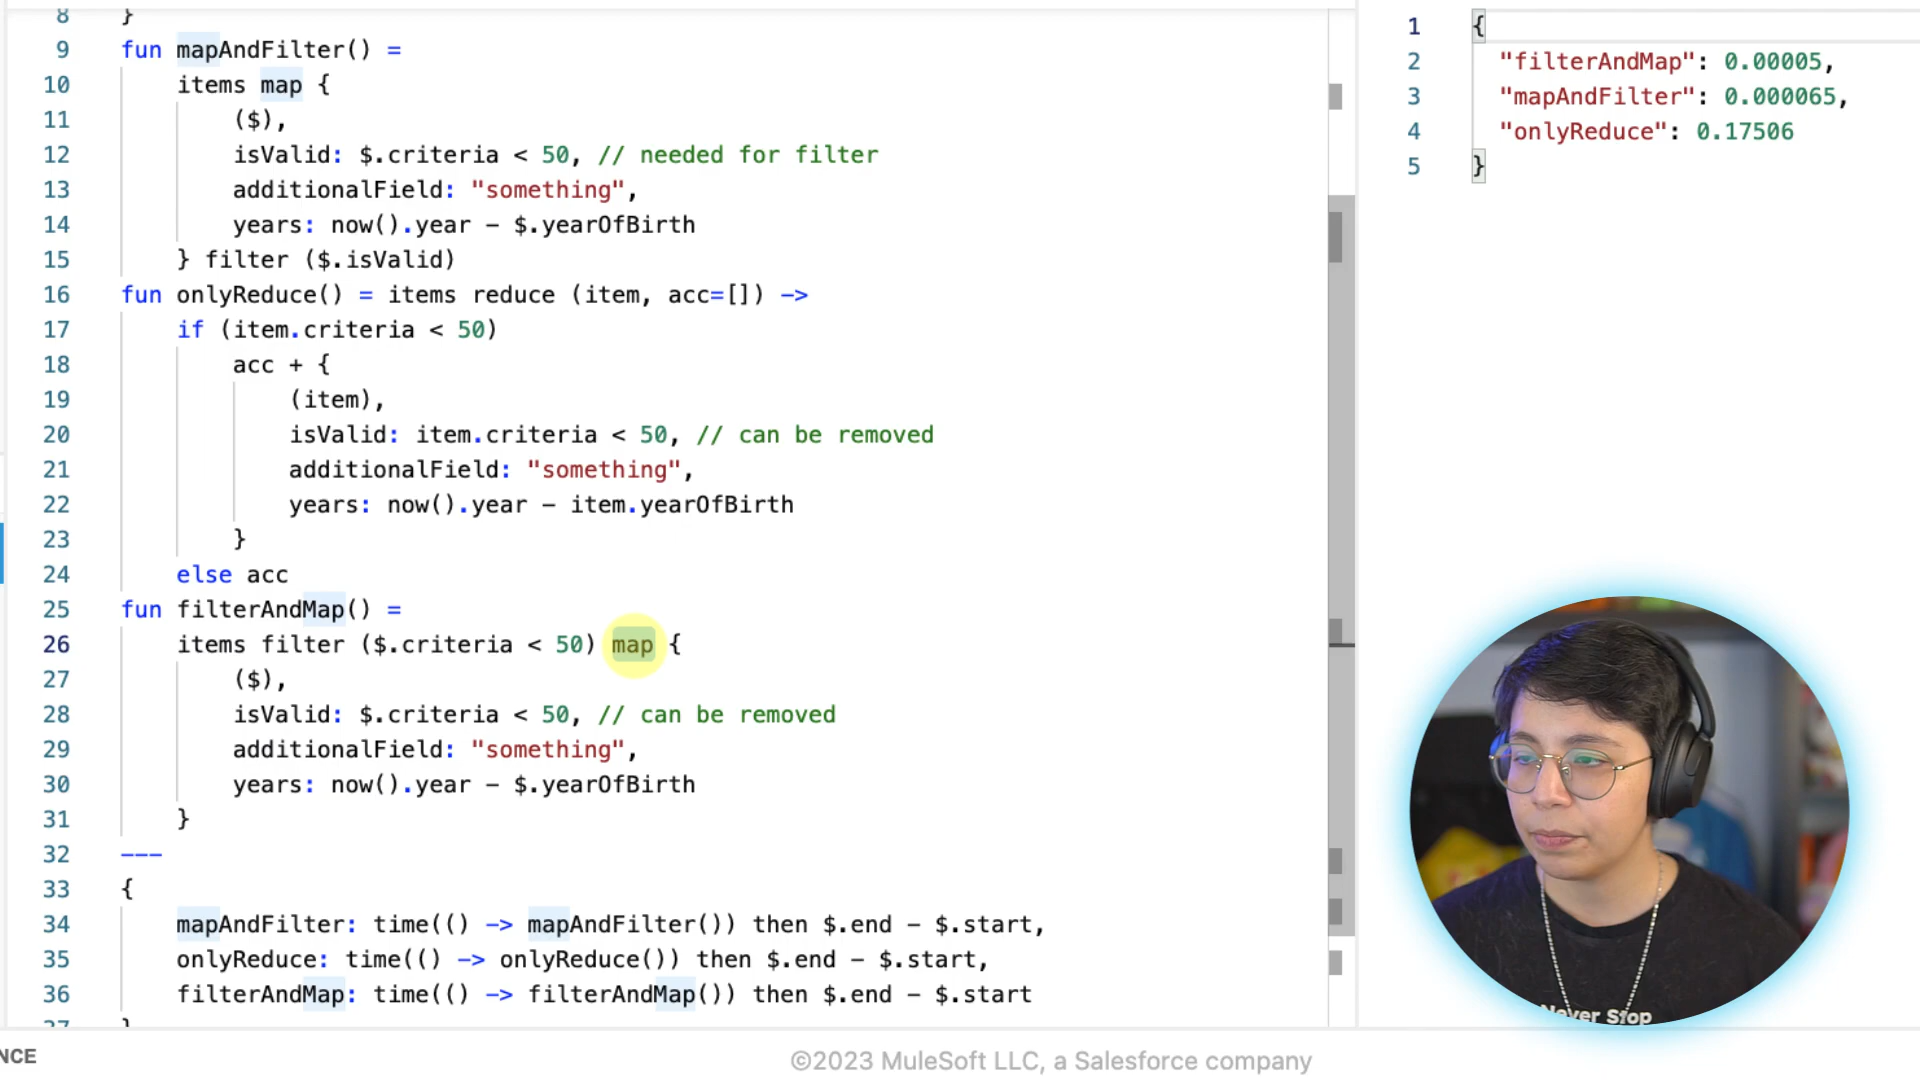 8 }
9 fun mapAndFilter() =
10 items map {
11 ($),
12 isValid: $.criteria < 50, // needed for filter
13 additionalField: "something",
14 years: now().year - $.yearOfBirth
15 } filter ($.isValid)
16 fun onlyReduce() = items reduce (item, acc=[]) ->
17 if (item.criteria < 50)
18 acc + {
19 (item),
20 isValid: item.criteria < 50, // can be removed
21 additionalField: "something",
22 years: now().year - item.yearOfBirth
23 }
24 else acc
25 fun filterAndMap() =
26 items filter ($.criteria < 50) map {
27 ($),
28 isValid: $.criteria < 50, // can be removed
29 additionalField: "something",
30 years: now().year - $.yearOfBirth
31 }
32 ---
33 {
34 mapAndFilter: time(() -> mapAndFilter()) then $.end - $.start,
35 onlyReduce: time(() -> onlyReduce()) then $.end - $.start,
36 filterAndMap: time(() -> filterAndMap()) then $.end - $.start
37 }
1 {
2 "filterAndMap": 0.00005,
3 "mapAndFilter": 0.000065,
4 "onlyReduce": 0.17506
5 }
Never Stop
NCE
©2023 MuleSoft LLC, a Salesforce company